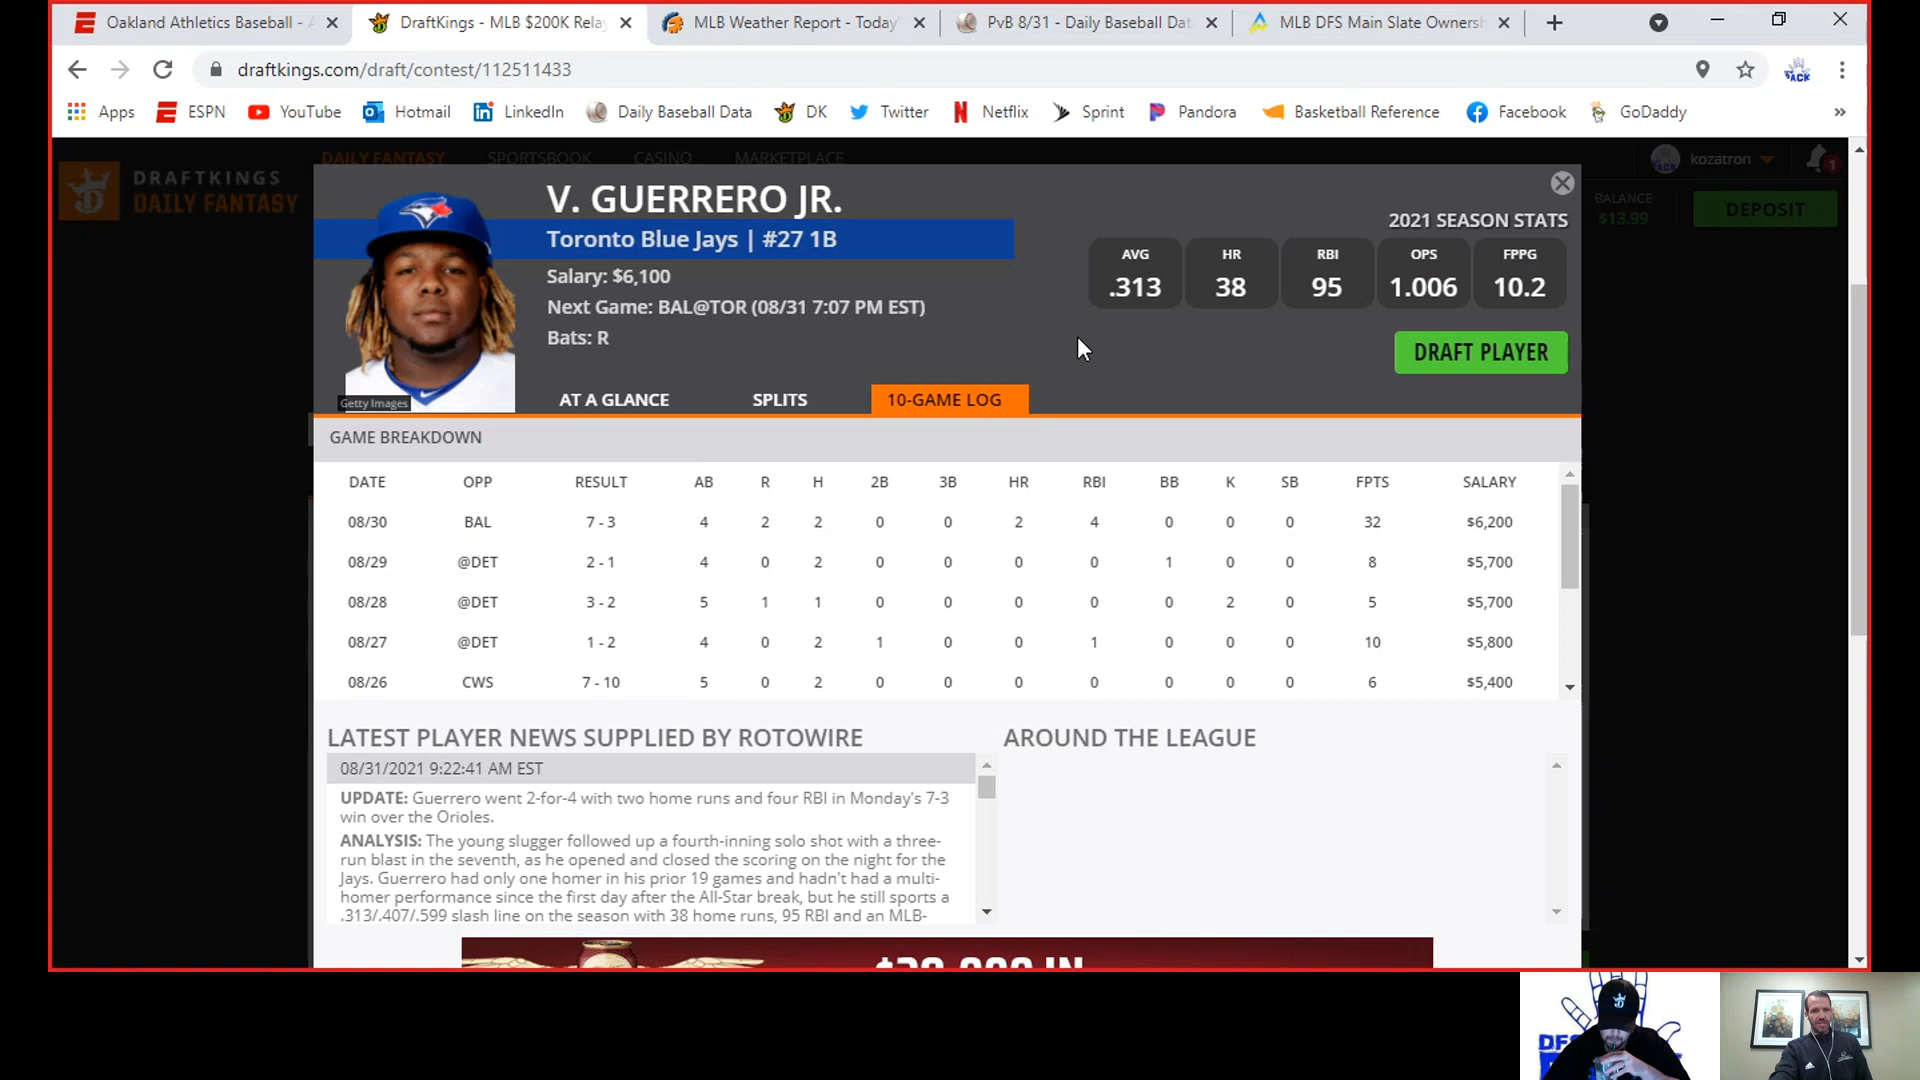 Oakland Athletics Baseball -
DraftKings - MLB $200K Relay
MLB Weather Report - Today'
PvB 8/31 - Daily Baseball Dat
MLB DFS Main Slate Ownersh
draftkings.com/draft/contest/112511433
Apps ESPN YouTube Hotmail LinkedIn Daily Baseball Data DK Twitter Netflix Sprint Pandora Basketball Reference Facebook GoDaddy »
DAILY FANTASY SPORTSBOOK CASINO MARKETPLACE
kozatron 1
DRAFTKINGS
DAILY FANTASY
BALANCE
$13.99
DEPOSIT
V. GUERRERO JR.
Toronto Blue Jays | #27 1B
Salary: $6,100
Next Game: BAL@TOR (08/31 7:07 PM EST)
Bats: R
Getty Images
2021 SEASON STATS
AVG HR RBI OPS FPPG
.313 38 95 1.006 10.2
DRAFT PLAYER
AT A GLANCE SPLITS 10-GAME LOG
GAME BREAKDOWN
DATE OPP RESULT AB R H 2B 3B HR RBI BB K SB FPTS SALARY
08/30 BAL 7 - 3 4 2 2 0 0 2 4 0 0 0 32 $6,200
08/29 @DET 2 - 1 4 0 2 0 0 0 0 1 0 0 8 $5,700
08/28 @DET 3 - 2 5 1 1 0 0 0 0 0 2 0 5 $5,700
08/27 @DET 1 - 2 4 0 2 1 0 0 1 0 0 0 10 $5,800
08/26 CWS 7 - 10 5 0 2 0 0 0 0 0 0 0 6 $5,400
LATEST PLAYER NEWS SUPPLIED BY ROTOWIRE
08/31/2021 9:22:41 AM EST
UPDATE: Guerrero went 2-for-4 with two home runs and four RBI in Monday's 7-3
win over the Orioles.
ANALYSIS: The young slugger followed up a fourth-inning solo shot with a three-
run blast in the seventh, as he opened and closed the scoring on the night for the
Jays. Guerrero had only one homer in his prior 19 games and hadn't had a multi-
homer performance since the first day after the All-Star break, but he still sports a
.313/.407/.599 slash line on the season with 38 home runs, 95 RBI and an MLB-
AROUND THE LEAGUE